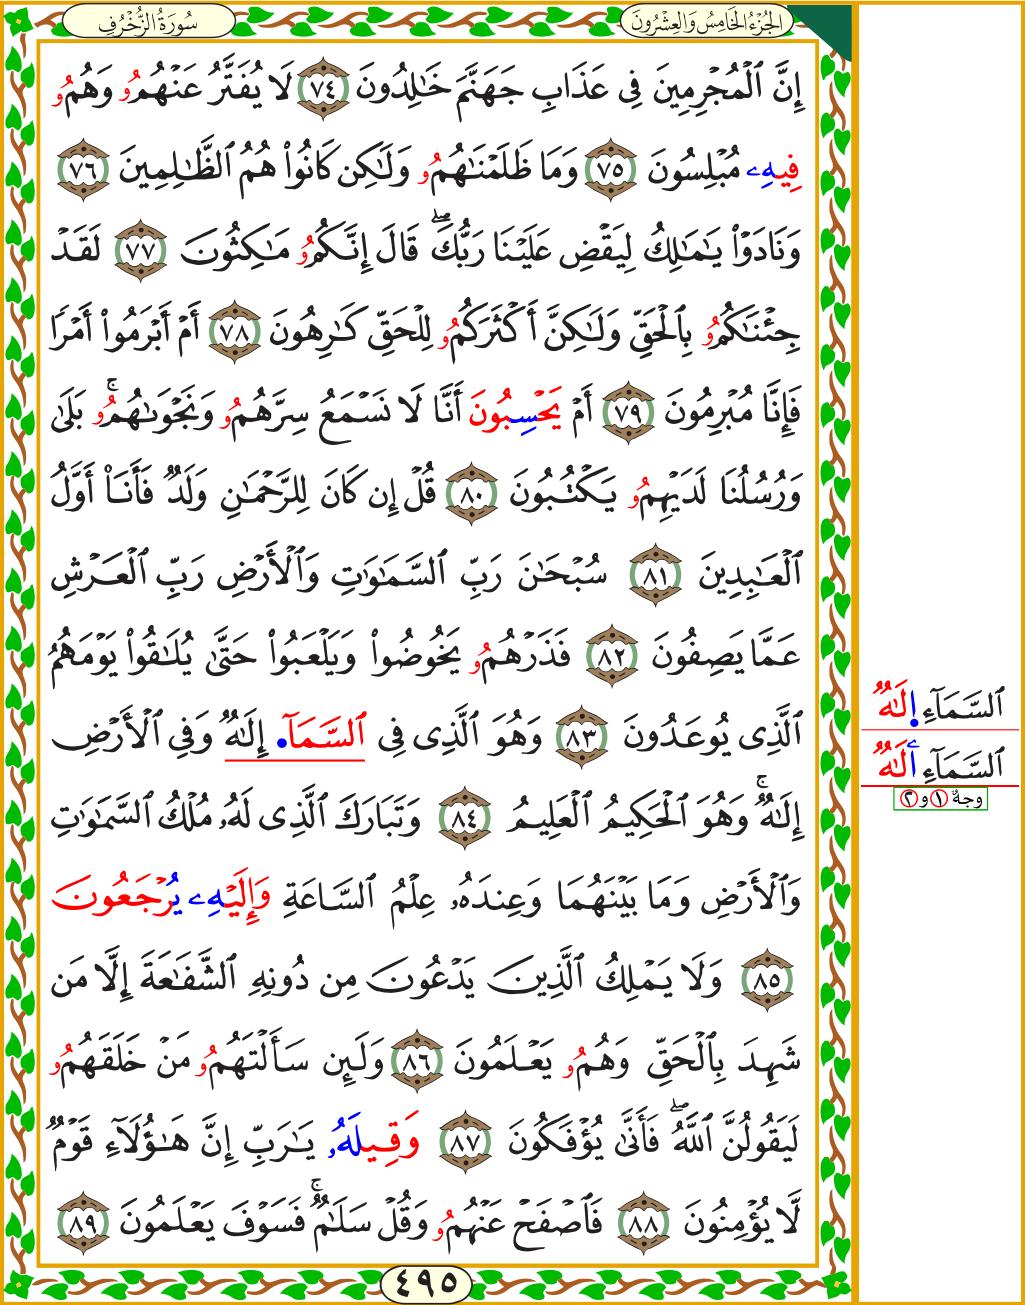 الجُزْءُ الخَامِسُ وَالعِشْرُونَ
سُورَةُ الزُّخْرُفِ
إِنَّ ٱلْمُجْرِمِينَ فِى عَذَابِ جَهَنَّمَ خَٰلِدُونَ ٧٤ لَا يُفَتَّرُ عَنْهُمُۥ وَهُمُۥ
فِيهِۦ مُبْلِسُونَ ٧٥ وَمَا ظَلَمْنَٰهُمُۥ وَلَٰكِن كَانُوا۟ هُمُ ٱلظَّٰلِمِينَ ٧٦
وَنَادَوْا۟ يَٰمَٰلِكُ لِيَقْضِ عَلَيْنَا رَبُّكَ ۖ قَالَ إِنَّكُمُۥ مَٰكِثُونَ ٧٧ لَقَدْ
جِئْنَٰكُمُۥ بِٱلْحَقِّ وَلَٰكِنَّ أَكْثَرَكُمُۥ لِلْحَقِّ كَٰرِهُونَ ٧٨ أَمْ أَبْرَمُوا۟ أَمْرًا
فَإِنَّا مُبْرِمُونَ ٧٩ أَمْ يَحْسِبُونَ أَنَّا لَا نَسْمَعُ سِرَّهُمُۥ وَنَجْوَىٰهُمُۥ ۚ بَلَىٰ
وَرُسُلُنَا لَدَيْهِمُۥ يَكْتُبُونَ ٨٠ قُلْ إِن كَانَ لِلرَّحْمَٰنِ وَلَدٌ فَأَنَا۠ أَوَّلُ
ٱلْعَٰبِدِينَ ٨١ سُبْحَٰنَ رَبِّ ٱلسَّمَٰوَٰتِ وَٱلْأَرْضِ رَبِّ ٱلْعَرْشِ
عَمَّا يَصِفُونَ ٨٢ فَذَرْهُمُۥ يَخُوضُوا۟ وَيَلْعَبُوا۟ حَتَّىٰ يُلَٰقُوا۟ يَوْمَهُمُ
ٱلَّذِى يُوعَدُونَ ٨٣ وَهُوَ ٱلَّذِى فِى ٱلسَّمَآ• إِلَٰهٌ وَفِى ٱلْأَرْضِ
إِلَٰهٌ ۚ وَهُوَ ٱلْحَكِيمُ ٱلْعَلِيمُ ٨٤ وَتَبَارَكَ ٱلَّذِى لَهُۥ مُلْكُ ٱلسَّمَٰوَٰتِ
وَٱلْأَرْضِ وَمَا بَيْنَهُمَا وَعِندَهُۥ عِلْمُ ٱلسَّاعَةِ وَإِلَيْهِۦ يُرْجَعُونَ
٨٥ وَلَا يَمْلِكُ ٱلَّذِينَ يَدْعُونَ مِن دُونِهِ ٱلشَّفَٰعَةَ إِلَّا مَن
شَهِدَ بِٱلْحَقِّ وَهُمُۥ يَعْلَمُونَ ٨٦ وَلَئِن سَأَلْتَهُمُۥ مَنْ خَلَقَهُمُۥ
لَيَقُولُنَّ ٱللَّهُ ۖ فَأَنَّىٰ يُؤْفَكُونَ ٨٧ وَقِيلَهُۥ يَٰرَبِّ إِنَّ هَٰٓؤُلَآءِ قَوْمٌ
لَّا يُؤْمِنُونَ ٨٨ فَٱصْفَحْ عَنْهُمُۥ وَقُلْ سَلَٰمٌ ۚ فَسَوْفَ يَعْلَمُونَ ٨٩
٤٩٥
ٱلسَّمَآءِ اِلَٰهٌ
ٱلسَّمَآءِ اْلَٰهٌ
وجهٌ ١ و ٢